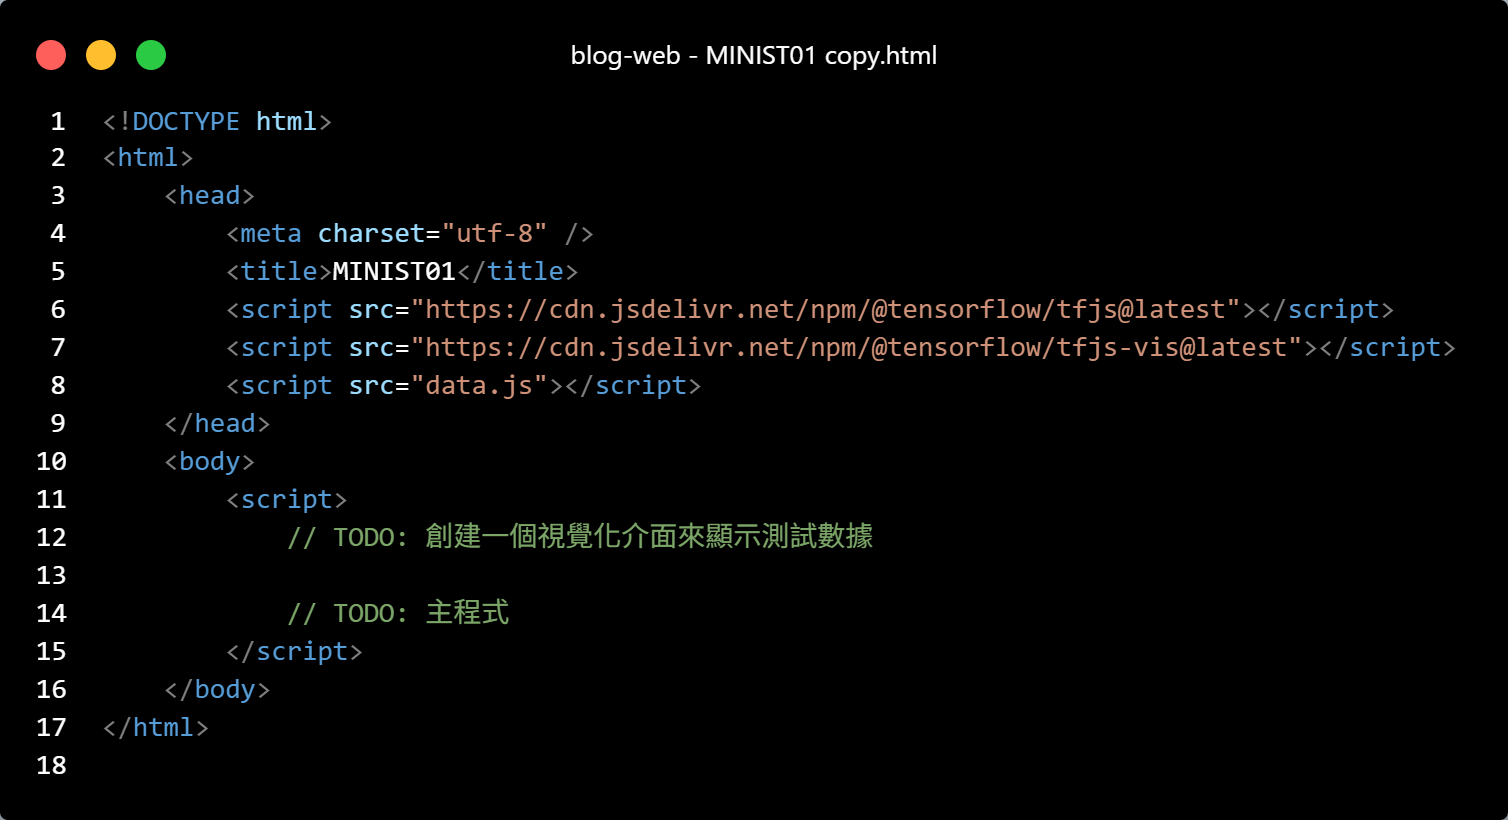 blog-web - MINIST01 copy.html
1 <!DOCTYPE html>
2 <html>
3     <head>
4         <meta charset="utf-8" />
5         <title>MINIST01</title>
6         <script src="https://cdn.jsdelivr.net/npm/@tensorflow/tfjs@latest"></script>
7         <script src="https://cdn.jsdelivr.net/npm/@tensorflow/tfjs-vis@latest"></script>
8         <script src="data.js"></script>
9     </head>
10     <body>
11         <script>
12             // TODO: 創建一個視覺化介面來顯示測試數據
13
14             // TODO: 主程式
15         </script>
16     </body>
17 </html>
18